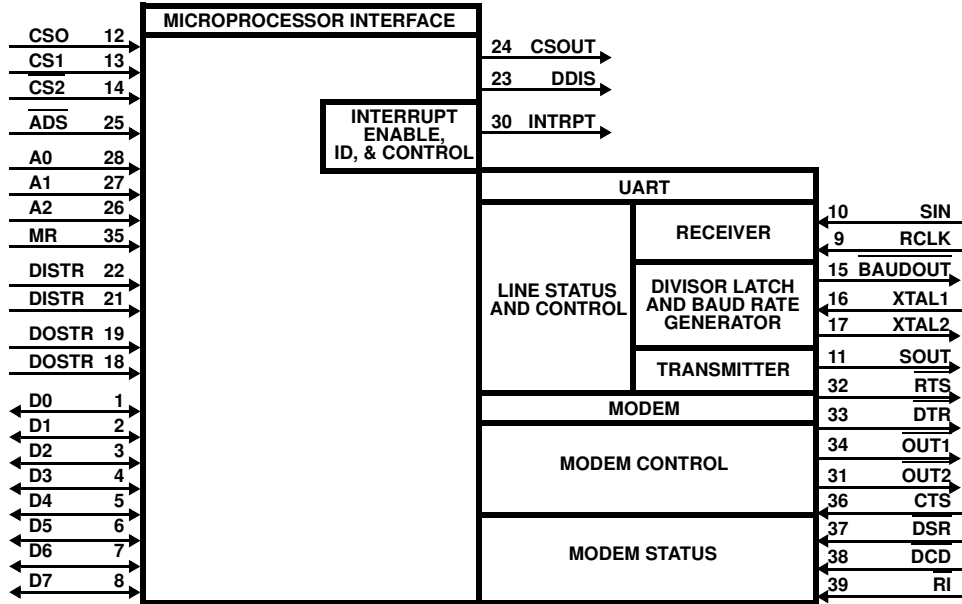 MICROPROCESSOR INTERFACE
CSO 12
CS1 13
CS2 14
ADS 25
A0 28
A1 27
A2 26
MR 35
DISTR 22
DISTR 21
DOSTR 19
DOSTR 18
D0 1
D1 2
D2 3
D3 4
D4 5
D5 6
D6 7
D7 8
24 CSOUT
23 DDIS
30 INTRPT
INTERRUPT
ENABLE,
ID, & CONTROL
UART
LINE STATUS
AND CONTROL
RECEIVER
DIVISOR LATCH
AND BAUD RATE
GENERATOR
TRANSMITTER
MODEM
MODEM CONTROL
MODEM STATUS
10 SIN
9 RCLK
15 BAUDOUT
16 XTAL1
17 XTAL2
11 SOUT
32 RTS
33 DTR
34 OUT1
31 OUT2
36 CTS
37 DSR
38 DCD
39 RI